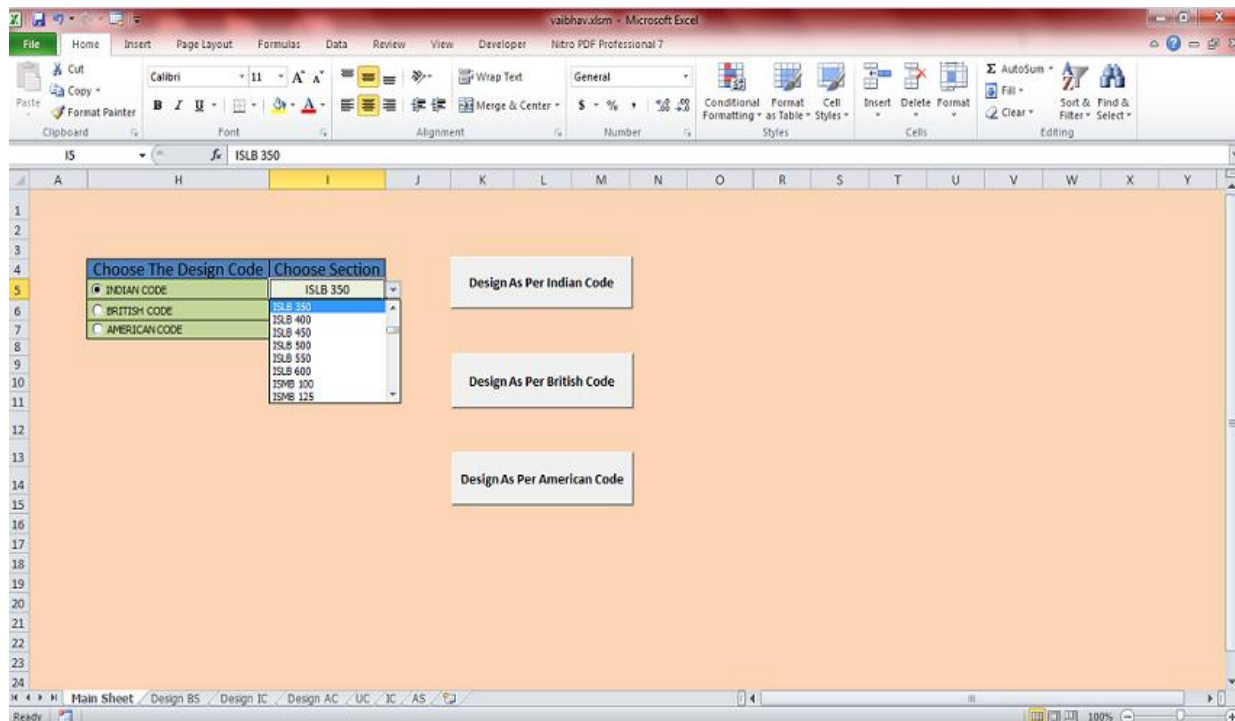 vaibhav.xlsm - Microsoft Excel
File Home Insert Page Layout Formulas Data Review View Developer Nitro PDF Professional 7
Paste
Cut
Copy
Format Painter
Clipboard
Calibri 11 A A
B I U A
Font
Wrap Text
Merge & Center
Alignment
General
$ % ,
Number
Conditional Formatting
Format as Table
Cell Styles
Styles
Insert Delete Format
Cells
Σ AutoSum
Fill
Clear
Sort & Filter
Find & Select
Editing
I5 fx ISLB 350
A H I J K L M N O R S T U V W X Y
1
2
3
4 Choose The Design Code Choose Section
5 INDIAN CODE ISLB 350
6 BRITISH CODE
7 AMERICAN CODE
ISLB 350
ISLB 400
ISLB 450
ISLB 500
ISLB 550
ISLB 600
ISMB 100
ISMB 125
Design As Per Indian Code
Design As Per British Code
Design As Per American Code
8
9
10
11
12
13
14
15
16
17
18
19
20
21
22
23
24
Main Sheet Design BS Design IC Design AC UC IC AS
Ready 100%